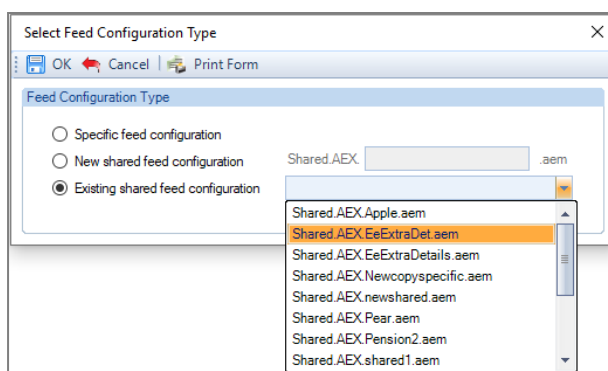 Select Feed Configuration Type
OK Cancel Print Form
Feed Configuration Type
Specific feed configuration
New shared feed configuration Shared.AEX. .aem
Existing shared feed configuration
Shared.AEX.Apple.aem
Shared.AEX.EeExtraDet.aem
Shared.AEX.EeExtraDetails.aem
Shared.AEX.Newcopyspecific.aem
Shared.AEX.newshared.aem
Shared.AEX.Pear.aem
Shared.AEX.Pension2.aem
Shared.AEX.shared1.aem